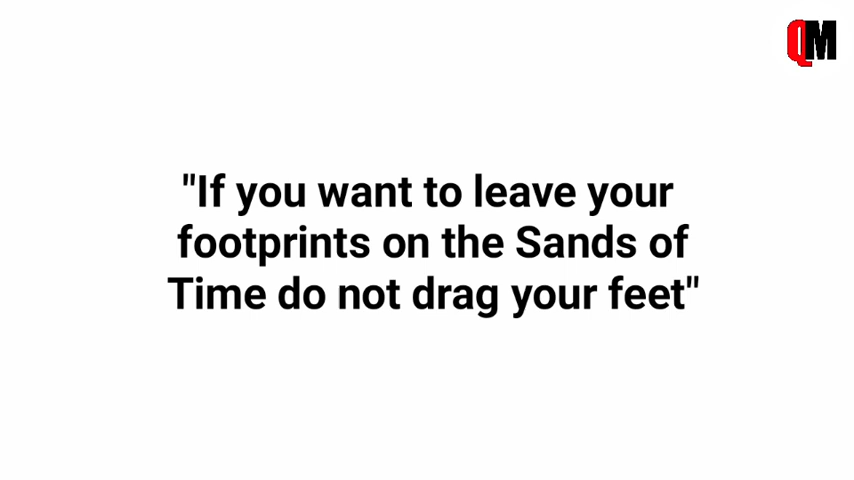 QM
"If you want to leave your
footprints on the Sands of
Time do not drag your feet"